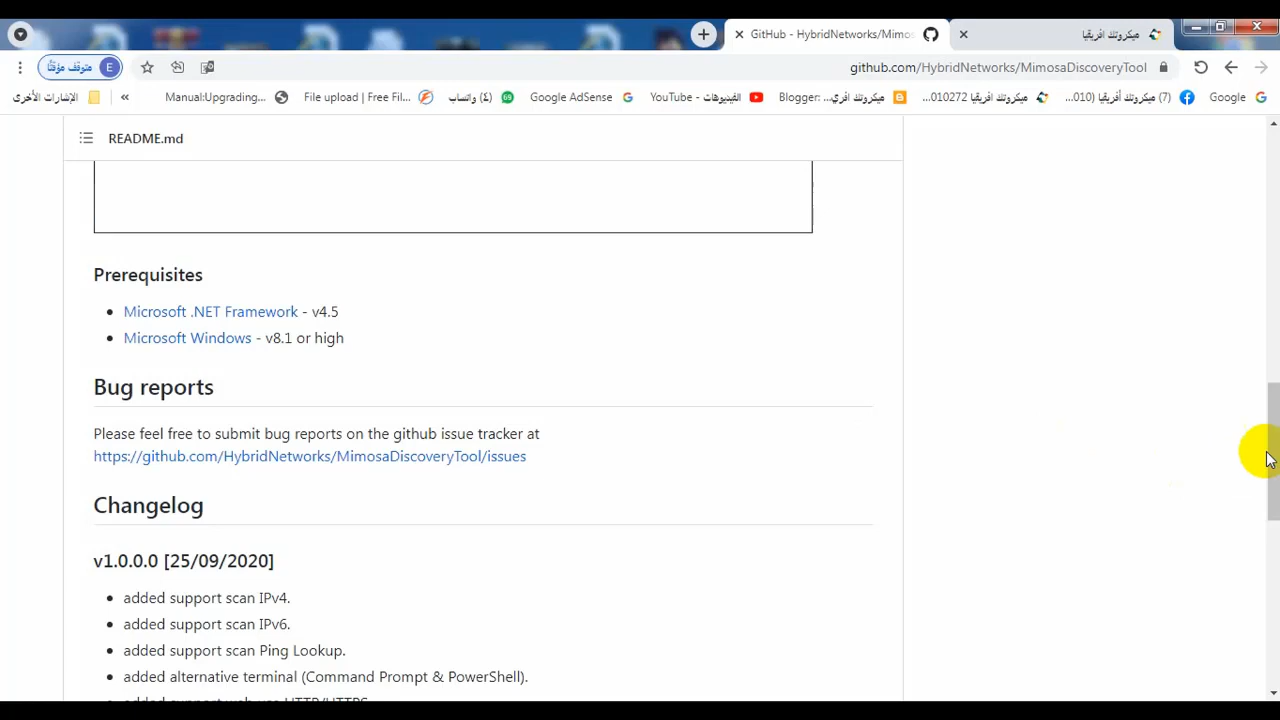 GitHub - HybridNetworks/Mimos
ميكروتك افريقيا
متوقف مؤقتًا E
github.com/HybridNetworks/MimosaDiscoveryTool
الإشارات الأخرى
«
Manual:Upgrading...
File upload | Free Fil...
(٤) واتساب
69
Google AdSense
الفيديوهات - YouTube
Blogger: ميكروتك افري...
ميكروتك افريقيا 010272...
(7) ميكروتك أفريقيا (010...
Google
README.md
Prerequisites
Microsoft .NET Framework - v4.5
Microsoft Windows - v8.1 or high
Bug reports
Please feel free to submit bug reports on the github issue tracker at
https://github.com/HybridNetworks/MimosaDiscoveryTool/issues
Changelog
v1.0.0.0 [25/09/2020]
added support scan IPv4.
added support scan IPv6.
added support scan Ping Lookup.
added alternative terminal (Command Prompt & PowerShell).